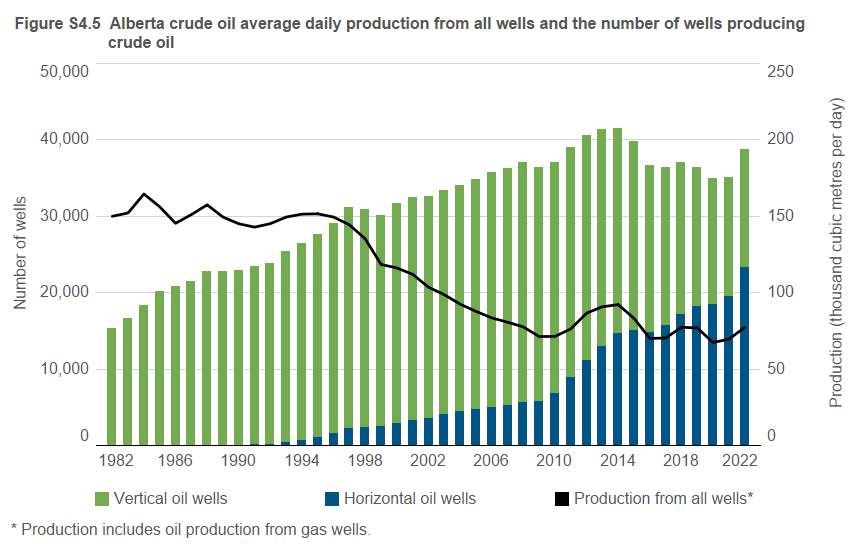 Figure S4.5 Alberta crude oil average daily production from all wells and the number of wells producing
crude oil
50,000
40,000
30,000
20,000
10,000
0
Number of wells
250
200
150
100
50
0
Production (thousand cubic metres per day)
1982 1986 1990 1994 1998 2002 2006 2010 2014 2018 2022
Vertical oil wells Horizontal oil wells Production from all wells*
* Production includes oil production from gas wells.